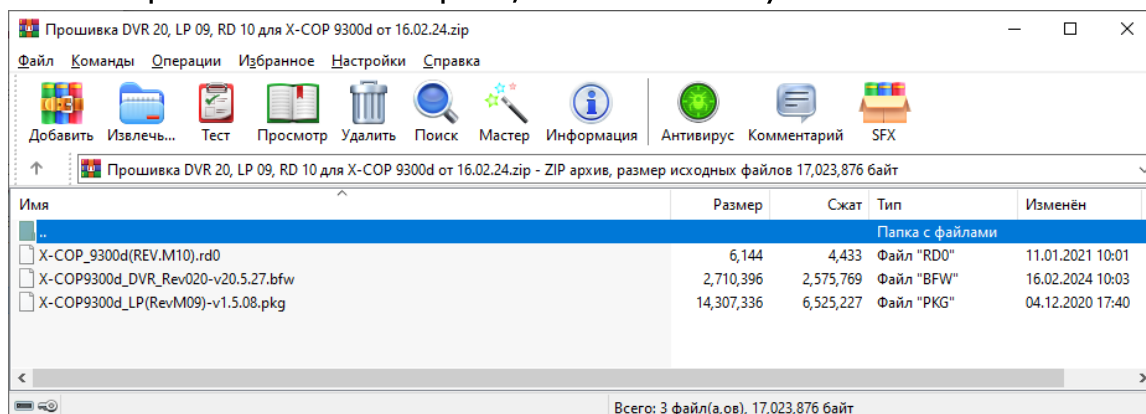 Прошивка DVR 20, LP 09, RD 10 для X-COP 9300d от 16.02.24.zip
Файл Команды Операции Избранное Настройки Справка
Добавить Извлечь... Тест Просмотр Удалить Поиск Мастер Информация Антивирус Комментарий SFX
Прошивка DVR 20, LP 09, RD 10 для X-COP 9300d от 16.02.24.zip - ZIP архив, размер исходных файлов 17,023,876 байт
Имя Размер Сжат Тип Изменён
.. Папка с файлами
X-COP_9300d(REV.M10).rd0 6,144 4,433 Файл "RD0" 11.01.2021 10:01
X-COP9300d_DVR_Rev020-v20.5.27.bfw 2,710,396 2,575,769 Файл "BFW" 16.02.2024 10:03
X-COP9300d_LP(RevM09)-v1.5.08.pkg 14,307,336 6,525,227 Файл "PKG" 04.12.2020 17:40
Всего: 3 файл(а,ов), 17,023,876 байт